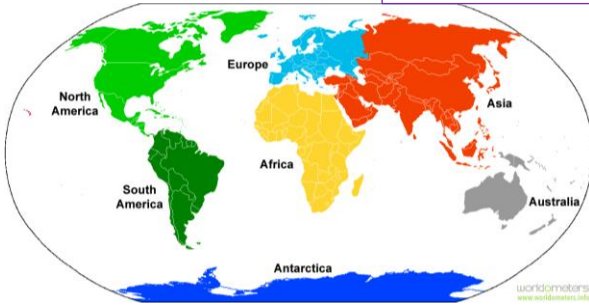 Europe
North
America
Asia
Africa
South
America
Australia
Antarctica
worldometers
www.worldometers.info